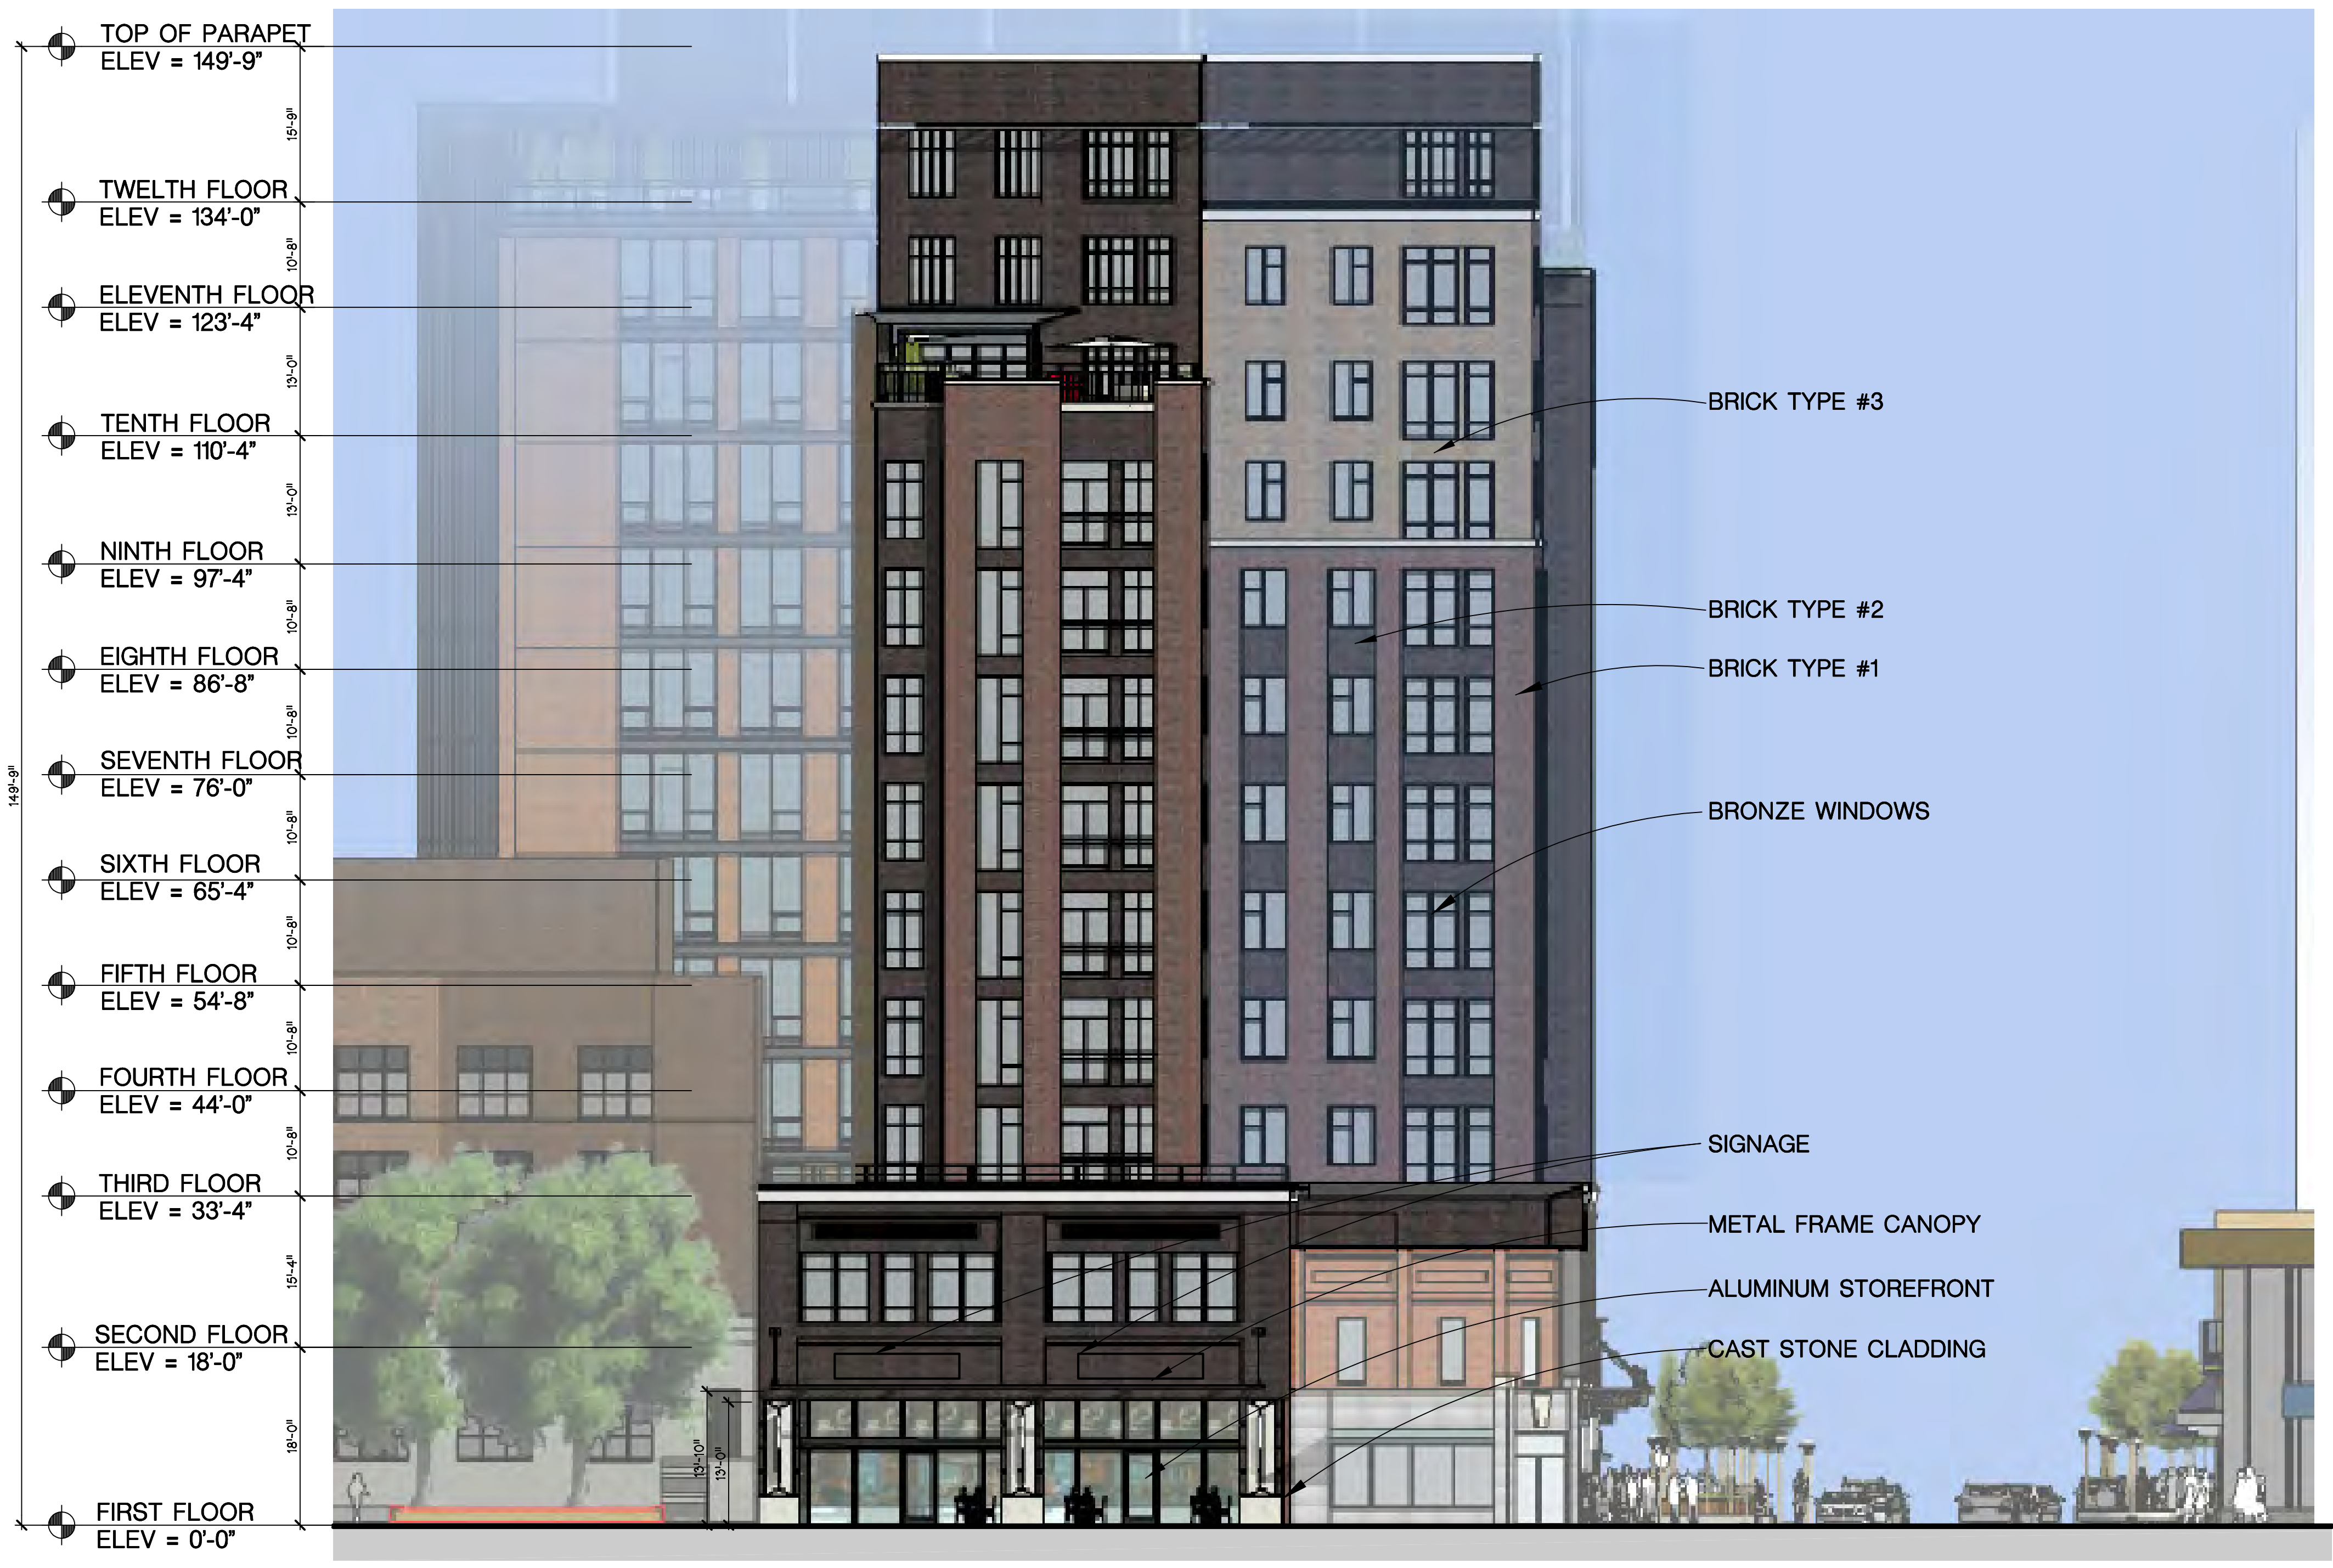 TOP OF PARAPET
ELEV = 149'-9"
15'-9"
TWELTH FLOOR
ELEV = 134'-0"
10'-8"
ELEVENTH FLOOR
ELEV = 123'-4"
13'-0"
TENTH FLOOR
ELEV = 110'-4"
13'-0"
NINTH FLOOR
ELEV = 97'-4"
10'-8"
EIGHTH FLOOR
ELEV = 86'-8"
10'-8"
SEVENTH FLOOR
ELEV = 76'-0"
149'-9"
10'-8"
SIXTH FLOOR
ELEV = 65'-4"
10'-8"
FIFTH FLOOR
ELEV = 54'-8"
10'-8"
FOURTH FLOOR
ELEV = 44'-0"
10'-8"
THIRD FLOOR
ELEV = 33'-4"
15'-4"
SECOND FLOOR
ELEV = 18'-0"
18'-0"
13'-10"
13'-0"
FIRST FLOOR
ELEV = 0'-0"
BRICK TYPE #3
BRICK TYPE #2
BRICK TYPE #1
BRONZE WINDOWS
SIGNAGE
METAL FRAME CANOPY
ALUMINUM STOREFRONT
CAST STONE CLADDING